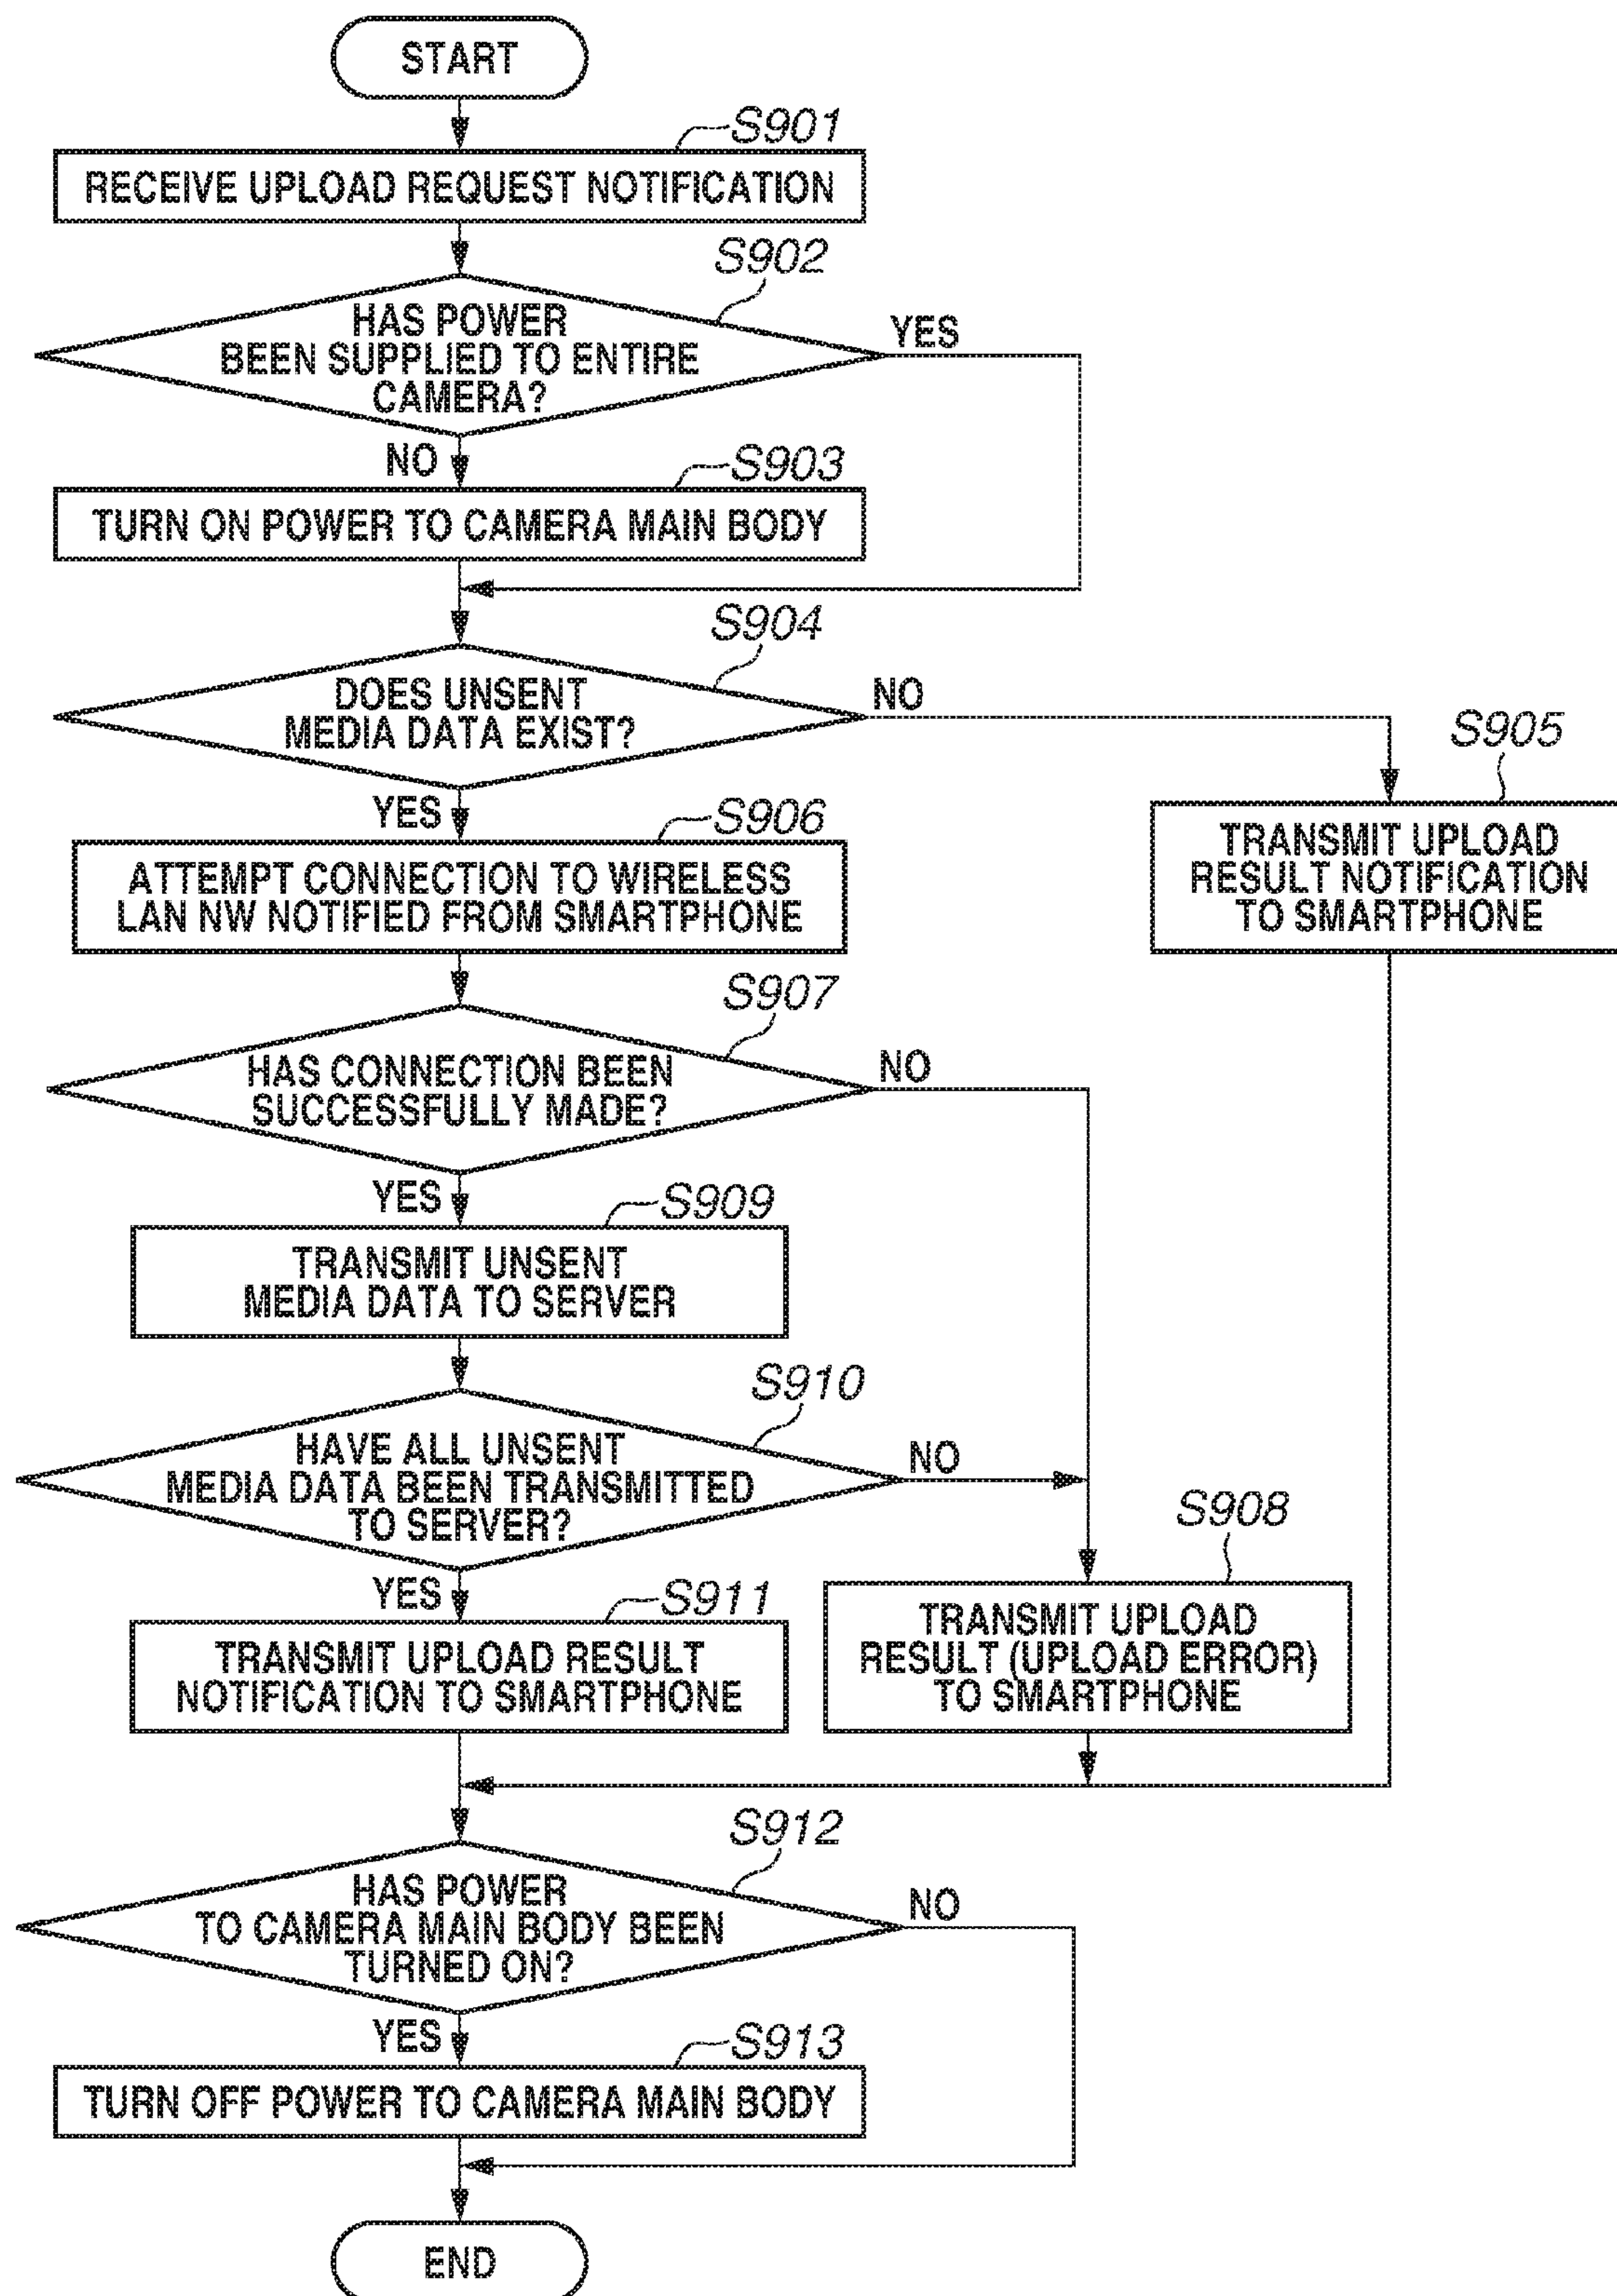 START
S901
RECEIVE UPLOAD REQUEST NOTIFICATION
S902
HAS POWER
BEEN SUPPLIED TO ENTIRE
CAMERA?
YES
NO
S903
TURN ON POWER TO CAMERA MAIN BODY
S904
DOES UNSENT
MEDIA DATA EXIST?
NO
S905
TRANSMIT UPLOAD
RESULT NOTIFICATION
TO SMARTPHONE
YES
S906
ATTEMPT CONNECTION TO WIRELESS
LAN NW NOTIFIED FROM SMARTPHONE
S907
HAS CONNECTION BEEN
SUCCESSFULLY MADE?
NO
YES
S909
TRANSMIT UNSENT
MEDIA DATA TO SERVER
S910
HAVE ALL UNSENT
MEDIA DATA BEEN TRANSMITTED
TO SERVER?
NO
S908
TRANSMIT UPLOAD
RESULT (UPLOAD ERROR)
TO SMARTPHONE
YES
S911
TRANSMIT UPLOAD RESULT
NOTIFICATION TO SMARTPHONE
S912
HAS POWER
TO CAMERA MAIN BODY BEEN
TURNED ON?
NO
YES
S913
TURN OFF POWER TO CAMERA MAIN BODY
END